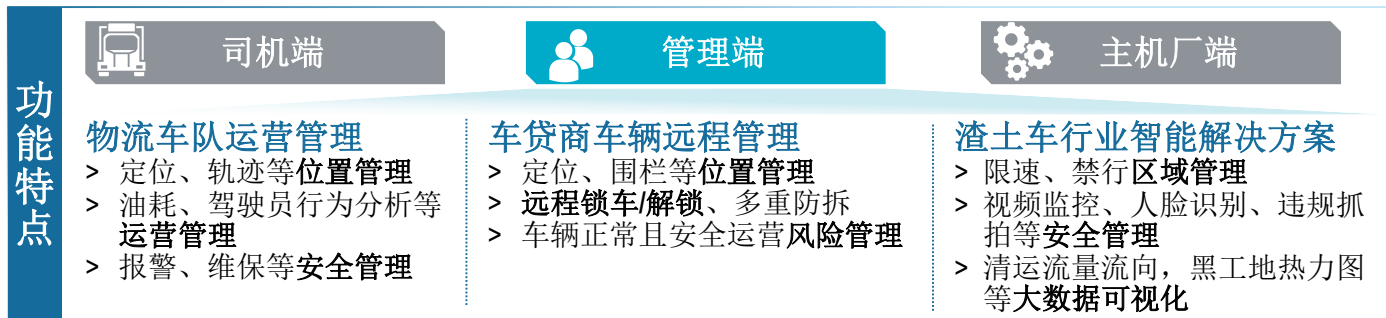 功能特点
司机端
管理端
主机厂端
物流车队运营管理
> 定位、轨迹等位置管理
> 油耗、驾驶员行为分析等
运营管理
> 报警、维保等安全管理
车贷商车辆远程管理
> 定位、围栏等位置管理
> 远程锁车/解锁、多重防拆
> 车辆正常且安全运营风险管理
渣土车行业智能解决方案
> 限速、禁行区域管理
> 视频监控、人脸识别、违规抓
拍等安全管理
> 清运流量流向，黑工地热力图
等大数据可视化